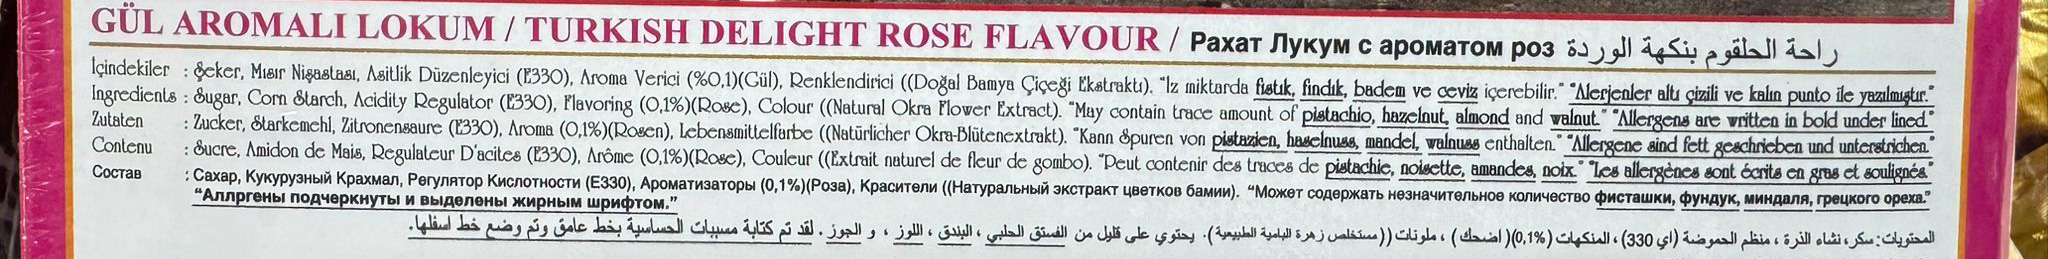 GÜL AROMALI LOKUM / TURKISH DELIGHT ROSE FLAVOUR / Рахат Лукум с ароматом роз راحة الحلقوم بنكهة الوردة
İçindekiler : Şeker, Mısır Nişastası, Asitlik Düzenleyici (E330), Aroma Verici (%0,1)(Gül), Renklendirici ((Doğal Bamya Çiçeği Ekstraktı). "İz miktarda fıstık, fındık, badem ve ceviz içerebilir." "Alerjenler altı çizili ve kalın punto ile yazılmıştır."
Ingredients : Sugar, Corn Starch, Acidity Regulator (E330), Flavoring (0,1%)(Rose), Colour ((Natural Okra Flower Extract). "May contain trace amount of pistachio, hazelnut, almond and walnut." "Allergens are written in bold under lined."
Zutaten : Zucker, Starkemehl, Zitronensaure (E330), Aroma (0,1%)(Rosen), Lebensmittelfarbe ((Natürlicher Okra-Blütenextrakt). "Kann Spuren von pistazien, haselnuss, mandel, walnuss enthalten." "Allergene sind fett geschrieben und unterstrichen."
Contenu : Sucre, Amidon de Mais, Regulateur D'acites (E330), Arôme (0,1%)(Rose), Couleur ((Extrait naturel de fleur de gombo). "Peut contenir des traces de pistachie, noisette, amandes, noix." "Les allergènes sont écrits en gras et soulignés."
Состав : Сахар, Кукурузный Крахмал, Регулятор Кислотности (E330), Ароматизаторы (0,1%)(Роза), Красители ((Натуральный экстракт цветков бамии). "Может содержать незначительное количество фисташки, фундук, миндаля, грецкого ореха."
"Аллргены подчеркнуты и выделены жирным шрифтом."
المحتويات: سكر، نشاء الذرة ، منظم الحموضة (اي 330) ، المنكهات (0,1%)( اضحك) ، ملونات ((مستخلص زهرة البامية الطبيعية). يحتوي على قليل من الفستق الحلبي ، البندق ، اللوز ، و الجوز . لقد تم كتابة مسببات الحساسية بخط عامق وتم وضع خط اسفلها.